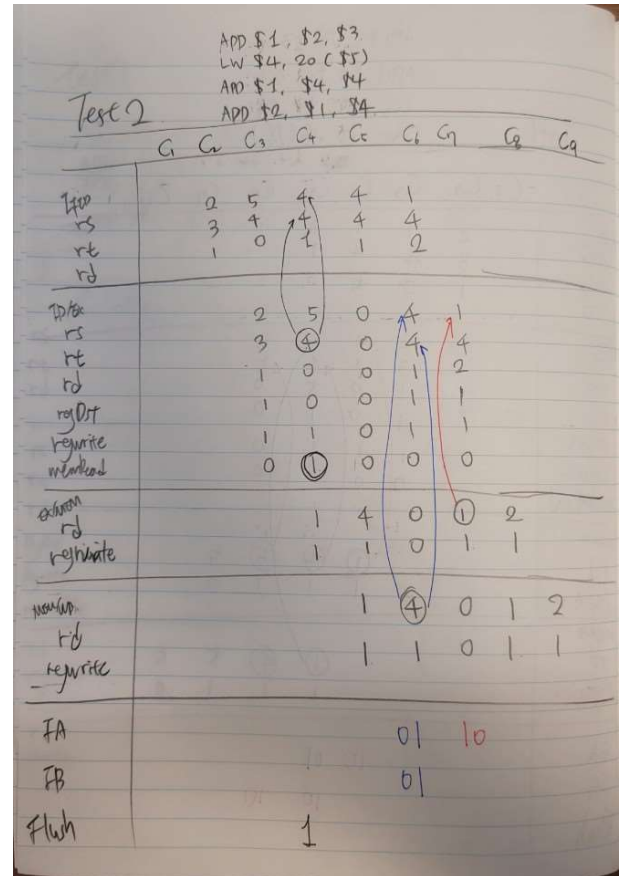 ADD $1, $2, $3
LW $4, 20 ($5)
ADD $1, $4, $4
Test 2 ADD $2, $1, $4
C1 C2 C3 C4 C5 C6 C7 C8 C9
2 5 4 4 1
rs 3 4 4 4 4
rt 1 0 1 1 2
rd
ID/EX 2 5 0 4 1
rs 3 4 0 4 4
rt 1 0 0 1 2
rd 1 0 0 1 1
regDst 1 1 0 1 1
regwrite 0 1 0 0 0
memRead
1 4 0 1 2
rd 1 1 0 1 1
regwrite
1 4 0 1 2
rd 1 1 0 1 1
regwrite
FA 01 10
FB 01
Flush 1